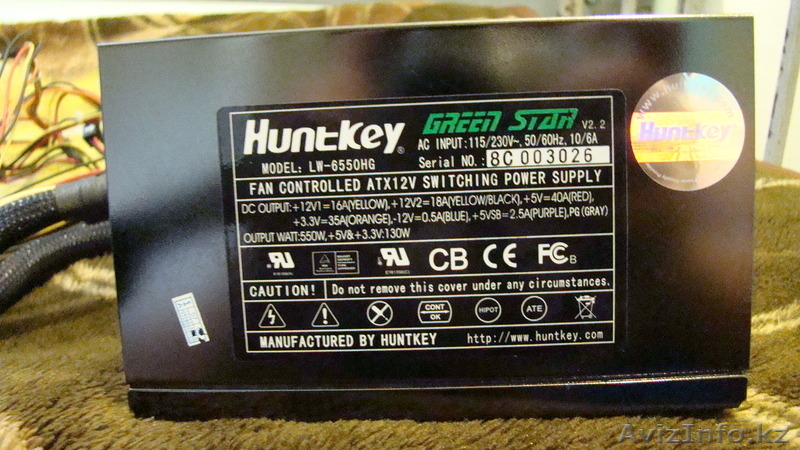 Huntkey®
GREEN STAR V2.2
AC INPUT:115/230V~, 50/60Hz, 10/6A
MODEL: LW-6550HG
Serial NO.: 8C003026
FAN CONTROLLED ATX12V SWITCHING POWER SUPPLY
DC OUTPUT: +12V1=16A(YELLOW), +12V2=18A(YELLOW/BLACK), +5V=40A(RED),
+3.3V=35A(ORANGE), -12V=0.5A(BLUE), +5VSB=2.5A(PURPLE), PG (GRAY)
OUTPUT WATT:550W, +5V&+3.3V:130W
CB CE FC B
CAUTION! Do not remove this cover under any circumstances.
CONT OK HIPOT ATE
MANUFACTURED BY HUNTKEY http://www.huntkey.com
Huntkey
AvizInfo.kz